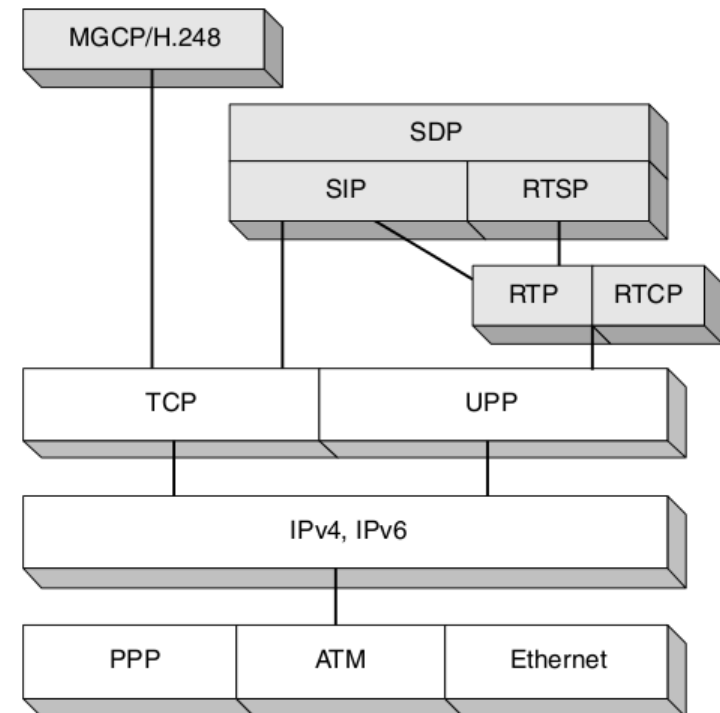 MGCP/H.248
SDP
SIP
RTSP
RTP
RTCP
TCP
UPP
IPv4, IPv6
PPP
ATM
Ethernet